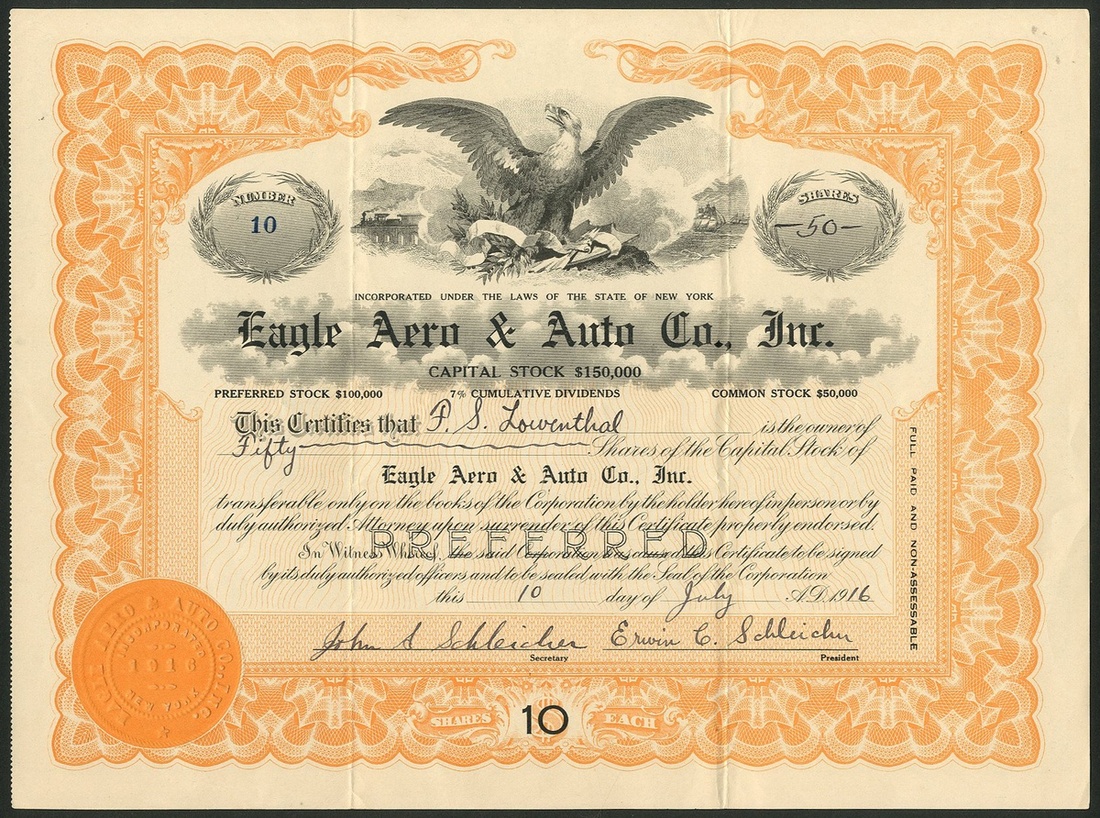 NUMBER
10
SHARES
-50-
INCORPORATED UNDER THE LAWS OF THE STATE OF NEW YORK
Eagle Aero & Auto Co., Inc.
CAPITAL STOCK $150,000
PREFERRED STOCK $100,000 7% CUMULATIVE DIVIDENDS COMMON STOCK $50,000
This Certifies that F. S. Lowenthal is the owner of
Fifty Shares of the Capital Stock of
Eagle Aero & Auto Co., Inc.
transferable only on the books of the Corporation by the holder hereof in person or by
duly authorized Attorney upon surrender of this Certificate properly endorsed.
PREFERRED
In Witness Whereof, the said Corporation has caused this Certificate to be signed
by its duly authorized officers and to be sealed with the Seal of the Corporation
this 10 day of July A.D. 1916
John S Schleicher Erwin C. Schleicher
Secretary President
FULL PAID AND NON-ASSESSABLE
EAGLE AERO & AUTO CO., INC.
INCORPORATED
1916
NEW YORK
SHARES 10 EACH